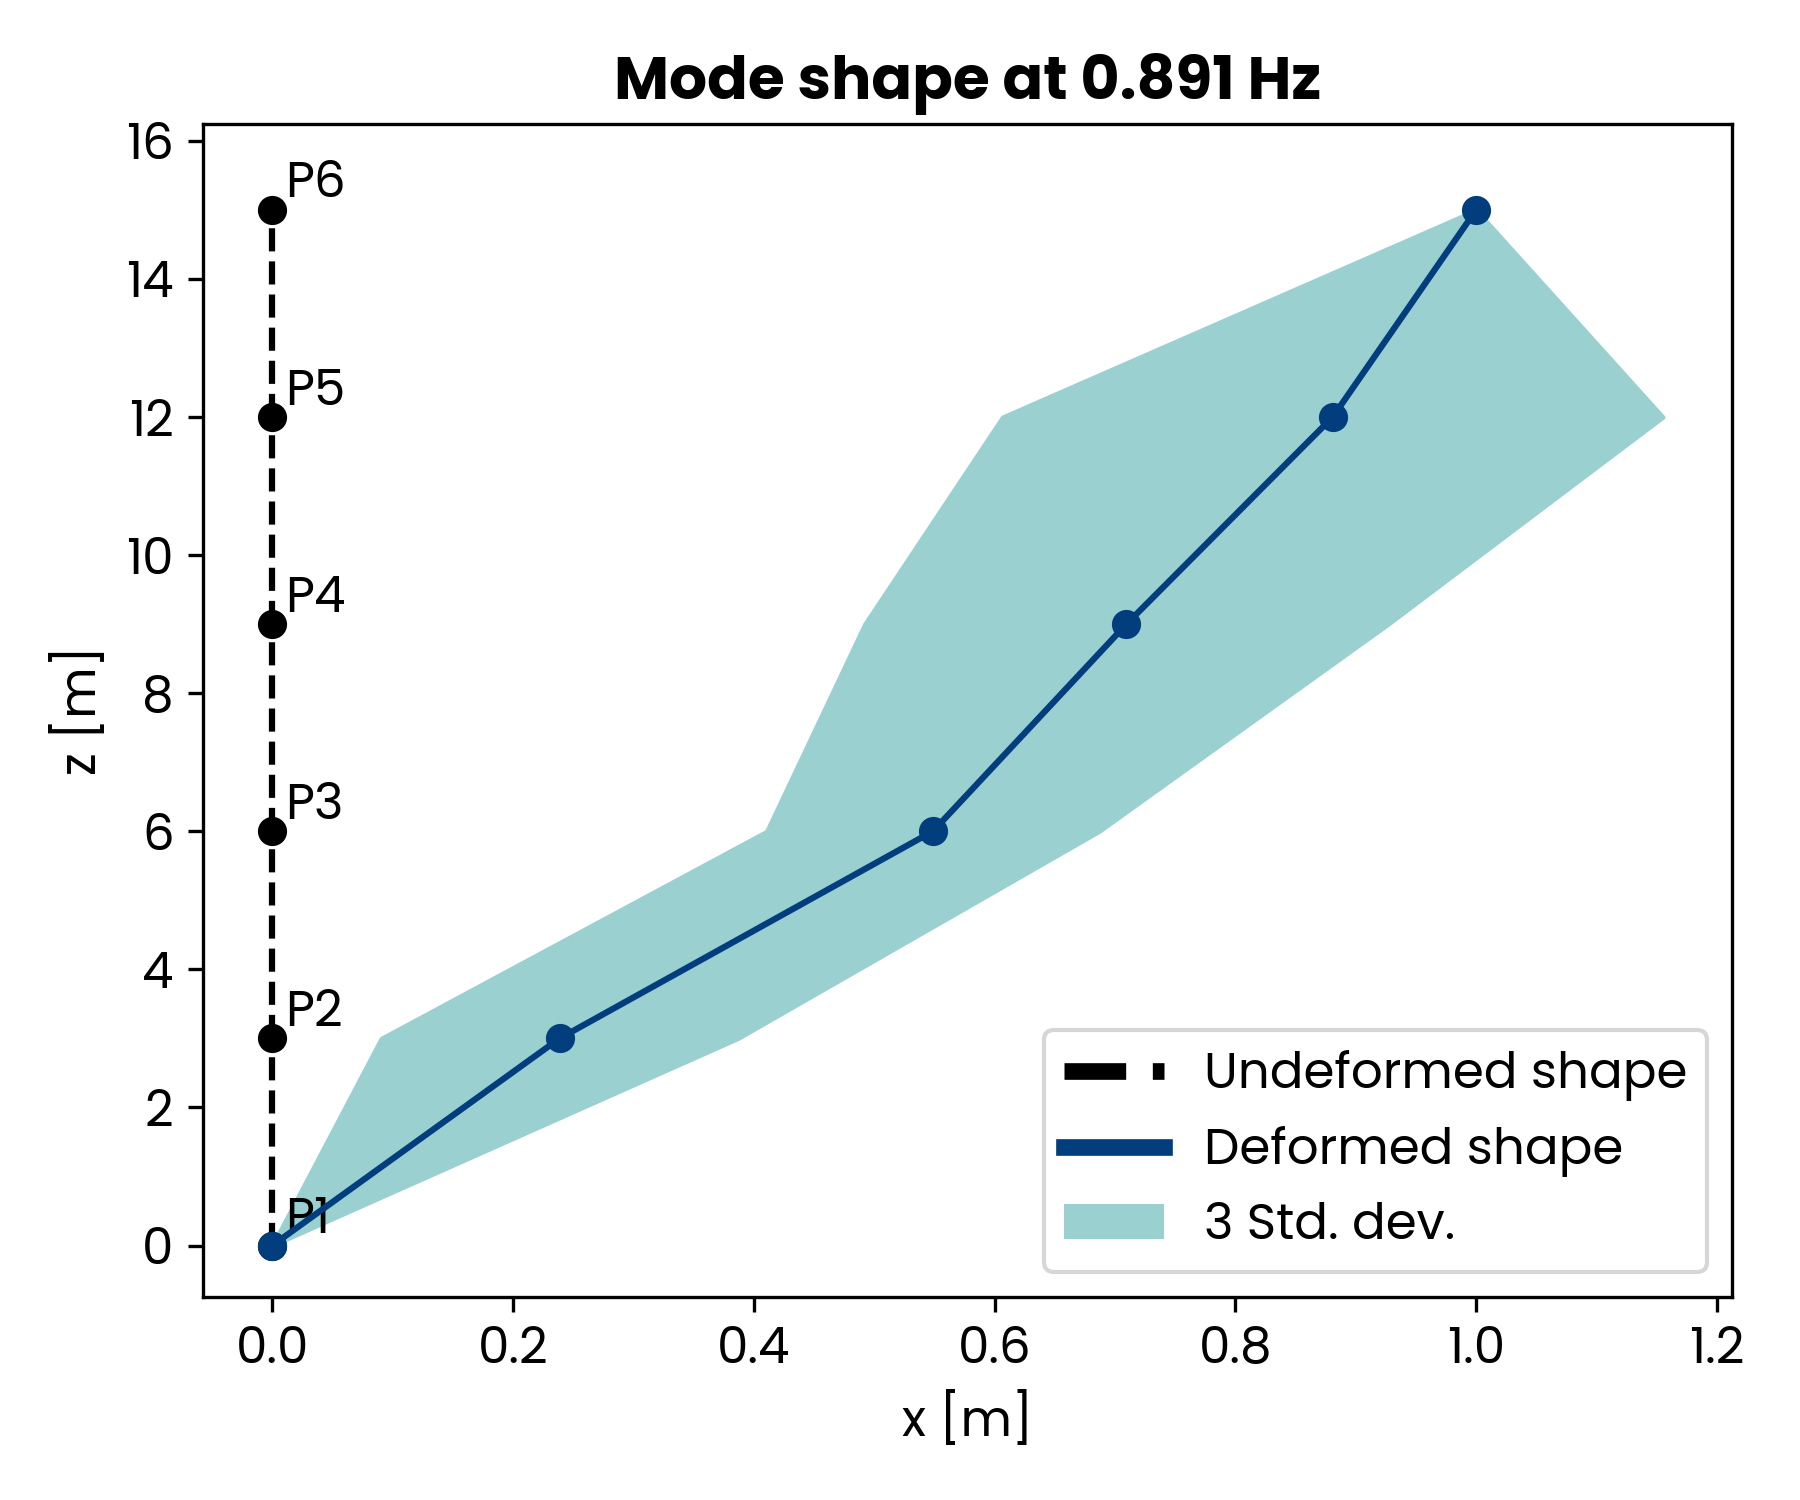 Mode shape at 0.891 Hz
16
14
12
10
8
6
4
2
0
z [m]
P6
P5
P4
P3
P2
P1
Undeformed shape
Deformed shape
3 Std. dev.
0.0 0.2 0.4 0.6 0.8 1.0 1.2
x [m]